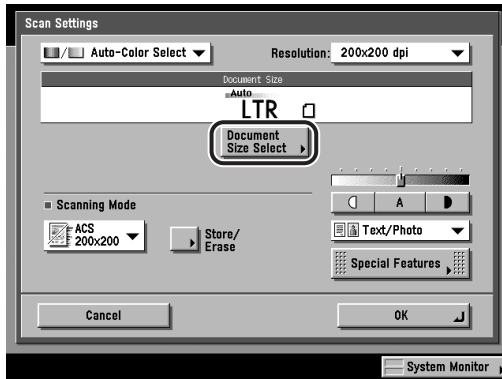 Scan Settings
Auto-Color Select
Resolution: 200x200 dpi
Document Size
Auto
LTR
Document
Size Select
Scanning Mode
ACS
200x200
Store/
Erase
A
Text/Photo
Special Features
Cancel
OK
System Monitor